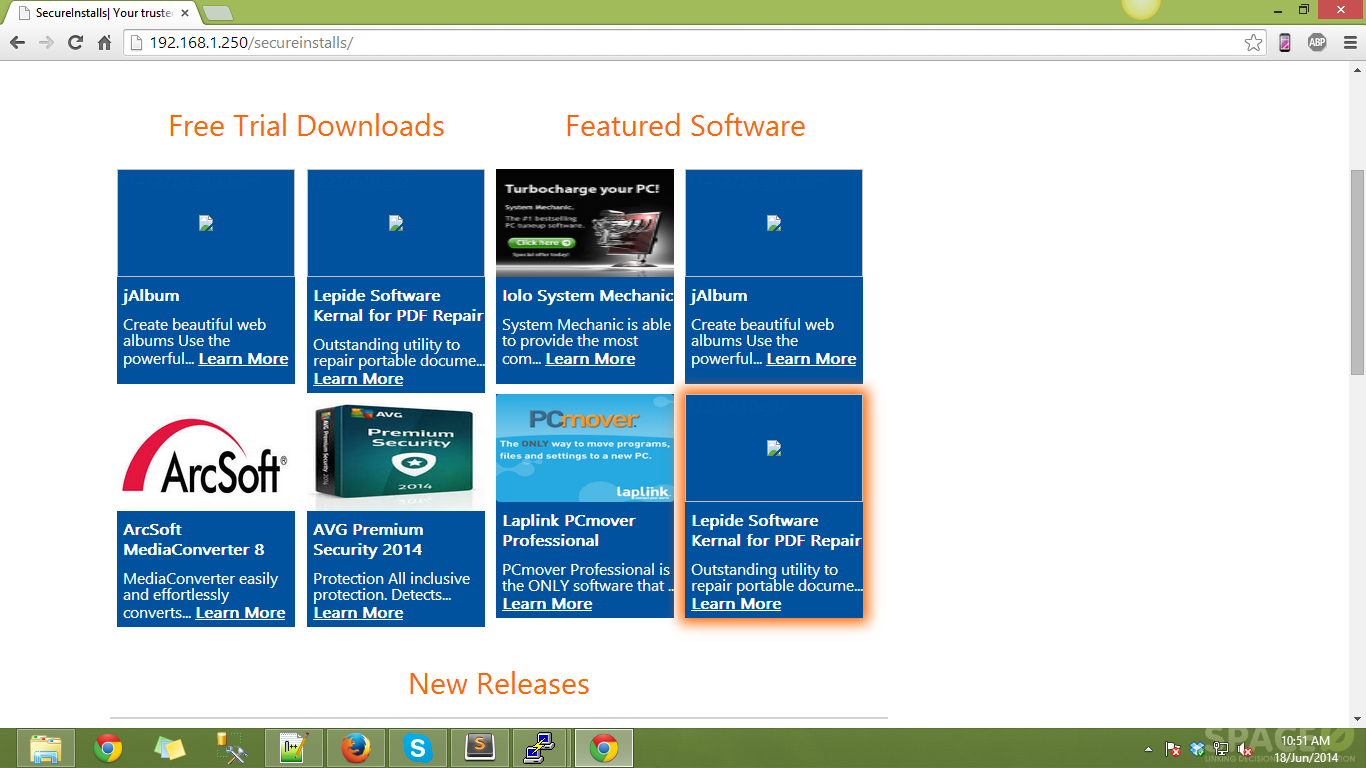 SecureInstalls| Your truste
192.168.1.250/secureinstalls/
ABP
Free Trial Downloads
Featured Software
jAlbum
Create beautiful web
albums Use the
powerful... Learn More
Lepide Software
Kernal for PDF Repair
Outstanding utility to
repair portable docume...
Learn More
Turbocharge your PC!
System Mechanic.
The #1 bestselling
PC tuneup software.
Click here
Special offer today!
Iolo System Mechanic
System Mechanic is able
to provide the most
com... Learn More
jAlbum
Create beautiful web
albums Use the
powerful... Learn More
ArcSoft®
ArcSoft
MediaConverter 8
MediaConverter easily
and effortlessly
converts... Learn More
AVG
Premium
Security
2014
AVG Premium
Security 2014
Protection All inclusive
protection. Detects...
Learn More
PCmover
The ONLY way to move programs,
files and settings to a new PC.
laplink
Laplink PCmover
Professional
PCmover Professional is
the ONLY software that ..
Learn More
Lepide Software
Kernal for PDF Repair
Outstanding utility to
repair portable docume...
Learn More
New Releases
SPACE
10:51 AM
18/Jun/2014